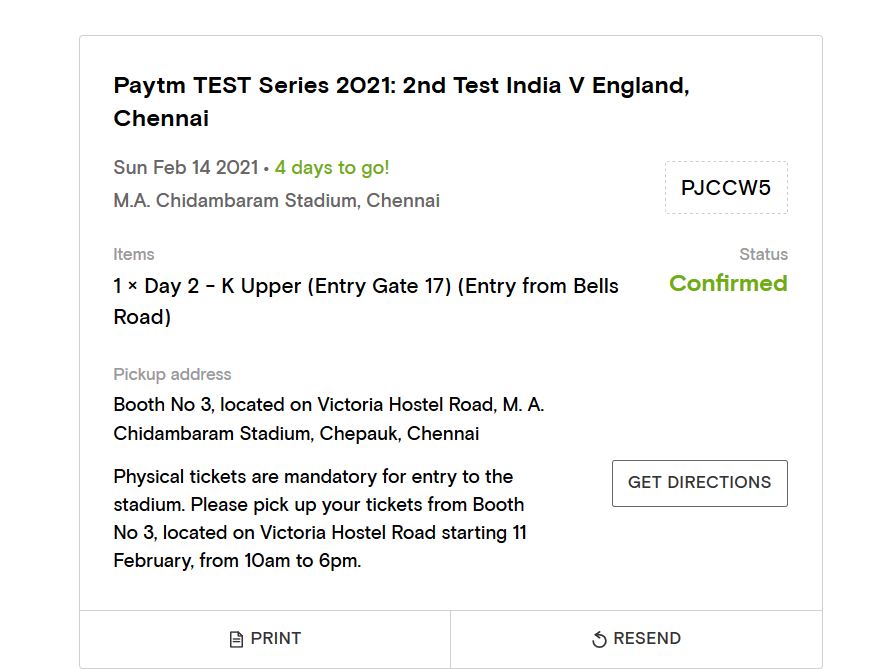 Paytm TEST Series 2021: 2nd Test India V England,
Chennai
Sun Feb 14 2021 • 4 days to go!
M.A. Chidambaram Stadium, Chennai
PJCCW5
Items
1 × Day 2 - K Upper (Entry Gate 17) (Entry from Bells
Road)
Status
Confirmed
Pickup address
Booth No 3, located on Victoria Hostel Road, M. A.
Chidambaram Stadium, Chepauk, Chennai
Physical tickets are mandatory for entry to the
stadium. Please pick up your tickets from Booth
No 3, located on Victoria Hostel Road starting 11
February, from 10am to 6pm.
GET DIRECTIONS
PRINT
RESEND